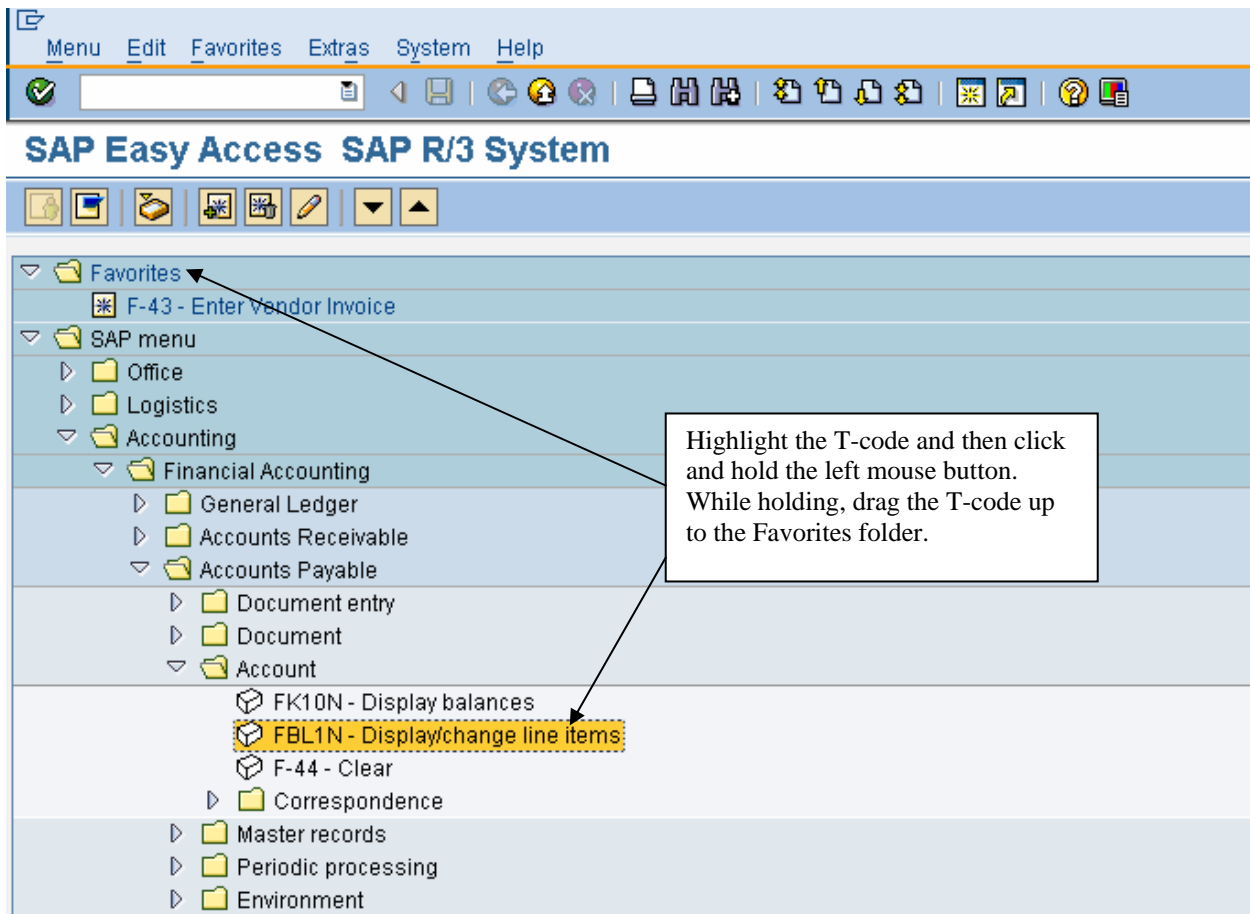 Menu Edit Favorites Extras System Help
SAP Easy Access SAP R/3 System
Favorites
F-43 - Enter Vendor Invoice
SAP menu
Office
Logistics
Accounting
Financial Accounting
General Ledger
Accounts Receivable
Accounts Payable
Document entry
Document
Account
FK10N - Display balances
FBL1N - Display/change line items
F-44 - Clear
Correspondence
Master records
Periodic processing
Environment
Highlight the T-code and then click
and hold the left mouse button.
While holding, drag the T-code up
to the Favorites folder.